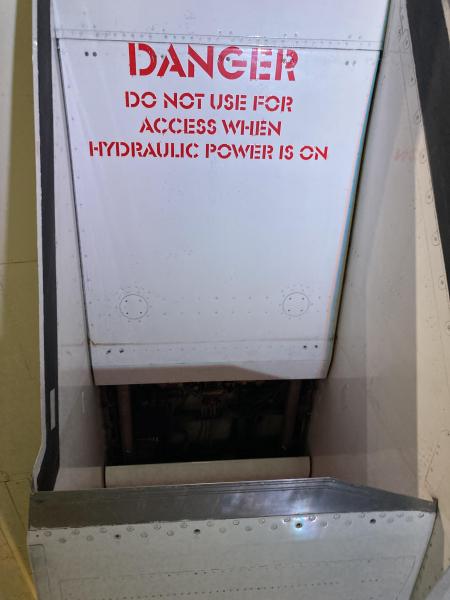 DANGER
DO NOT USE FOR
ACCESS WHEN
HYDRAULIC POWER IS ON